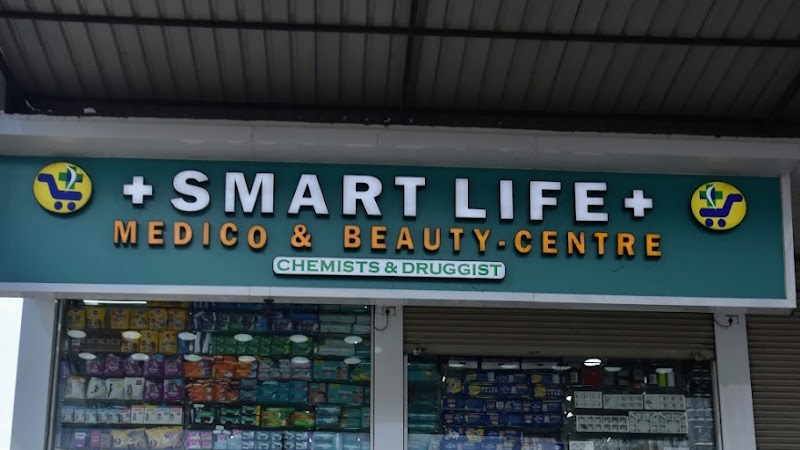 + SMART LIFE +
MEDICO & BEAUTY-CENTRE
CHEMISTS & DRUGGIST